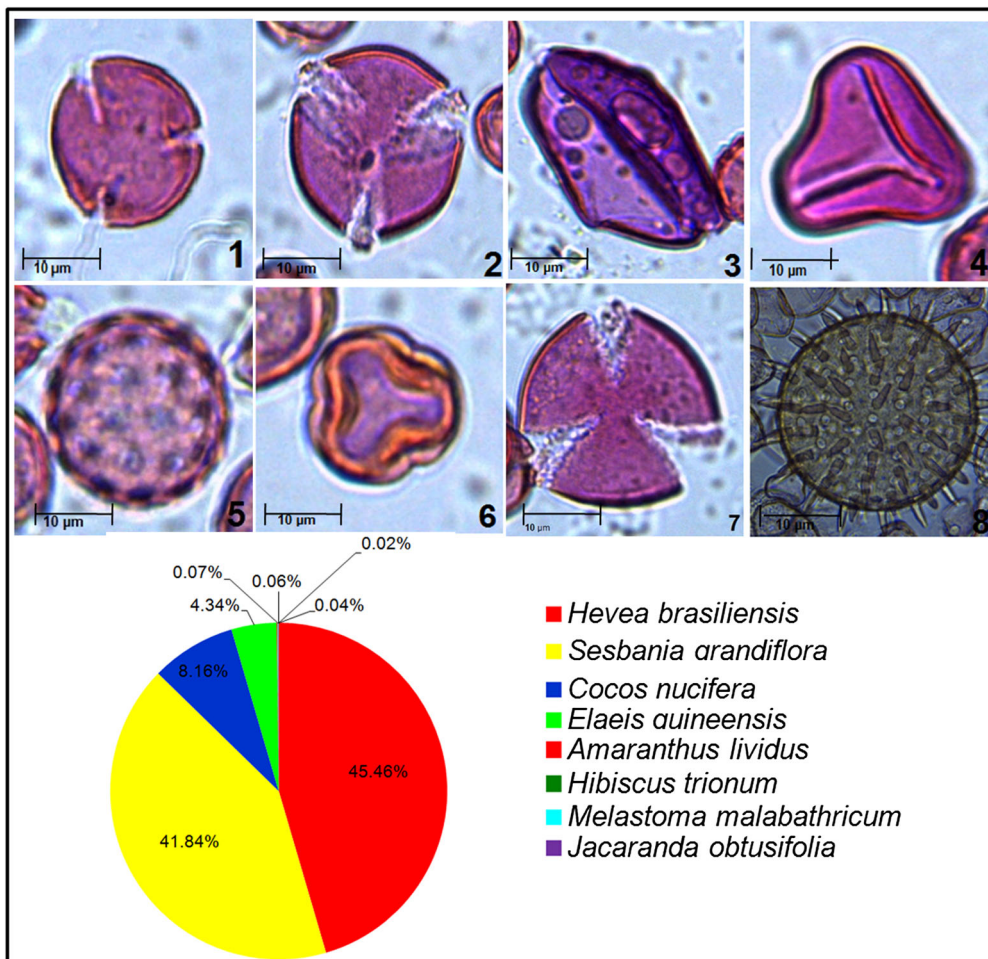 10 µm 1
10 µm 2
10 µm 3
10 µm 4
10 µm 5
10 µm 6
10 µm 7
10 µm 8
0.02%
0.07%
0.06%
4.34%
0.04%
8.16%
45.46%
41.84%
Hevea brasiliensis
Sesbania arandiflora
Cocos nucifera
Elaeis auineensis
Amaranthus lividus
Hibiscus trionum
Melastoma malabathricum
Jacaranda obtusifolia